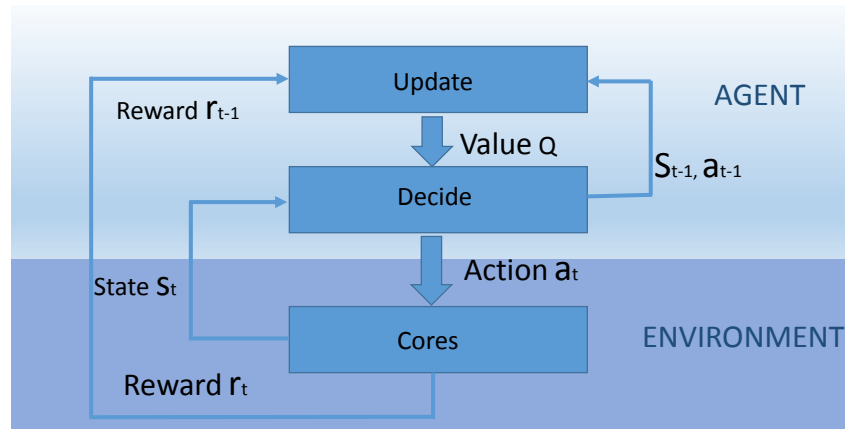 Update
AGENT
Reward rt-1
Value Q
St-1, at-1
Decide
Action at
State St
Cores
ENVIRONMENT
Reward rt